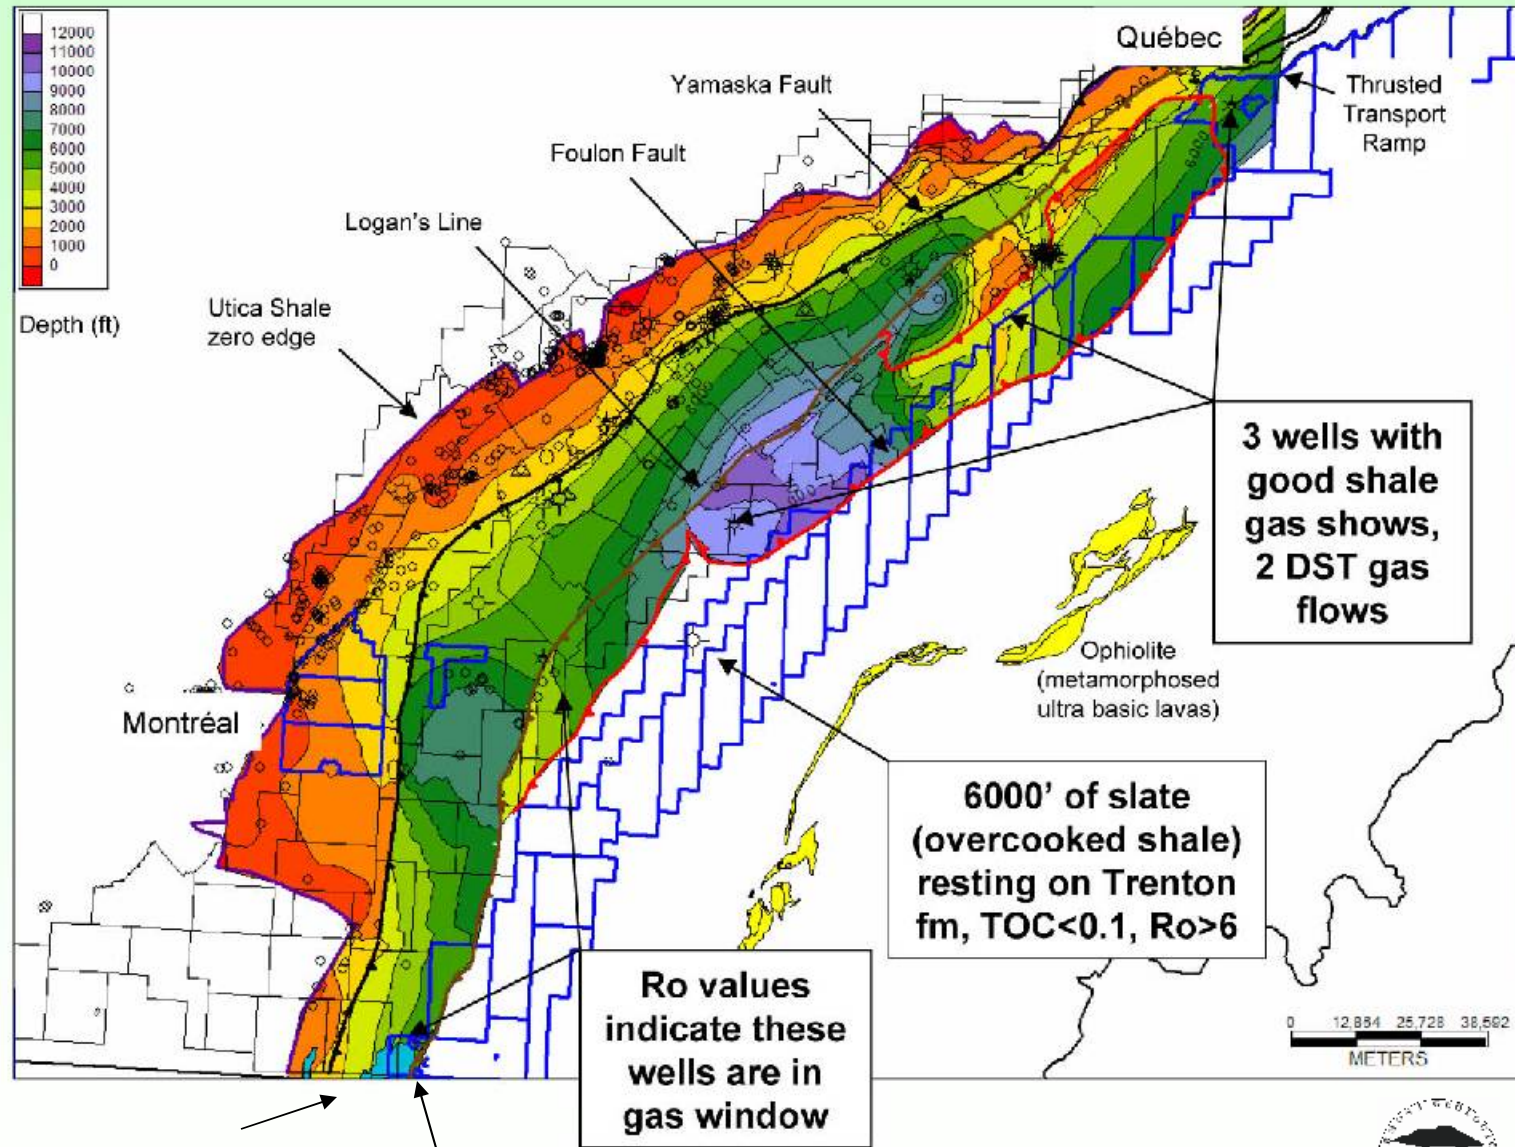 12000
11000
10000
9000
8000
7000
6000
5000
4000
3000
2000
1000
0
Depth (ft)
Québec
Yamaska Fault
Thrusted
Transport
Ramp
Foulon Fault
Logan's Line
Utica Shale
zero edge
6000
3 wells with
good shale
gas shows,
2 DST gas
flows
Ophiolite
(metamorphosed
ultra basic lavas)
Montréal
6000' of slate
(overcooked shale)
resting on Trenton
fm, TOC<0.1, Ro>6
Ro values
indicate these
wells are in
gas window
0 12,864 25,728 38,592
METERS